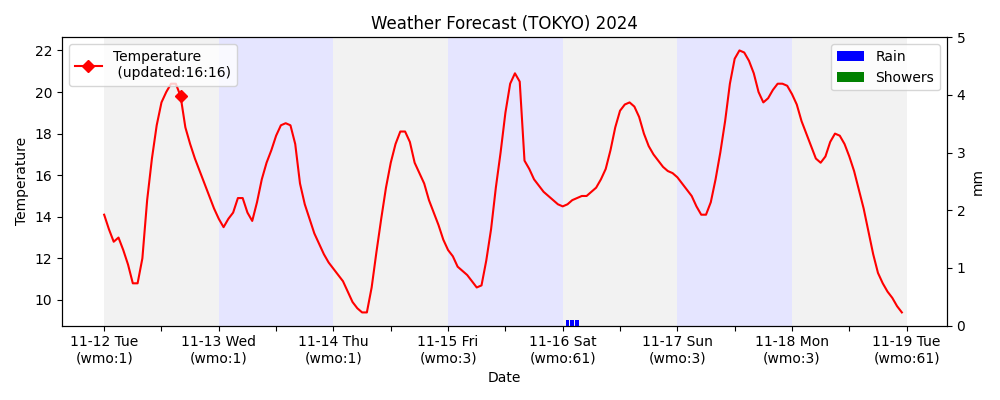 Weather Forecast (TOKYO) 2024
Temperature
(updated:16:16)
Rain
Showers
22
20
18
16
14
12
10
Temperature
5
4
3
2
1
0
mm
11-12 Tue 11-13 Wed 11-14 Thu 11-15 Fri 11-16 Sat 11-17 Sun 11-18 Mon 11-19 Tue
(wmo:1) (wmo:1) (wmo:1) (wmo:3) (wmo:61) (wmo:3) (wmo:3) (wmo:61)
Date